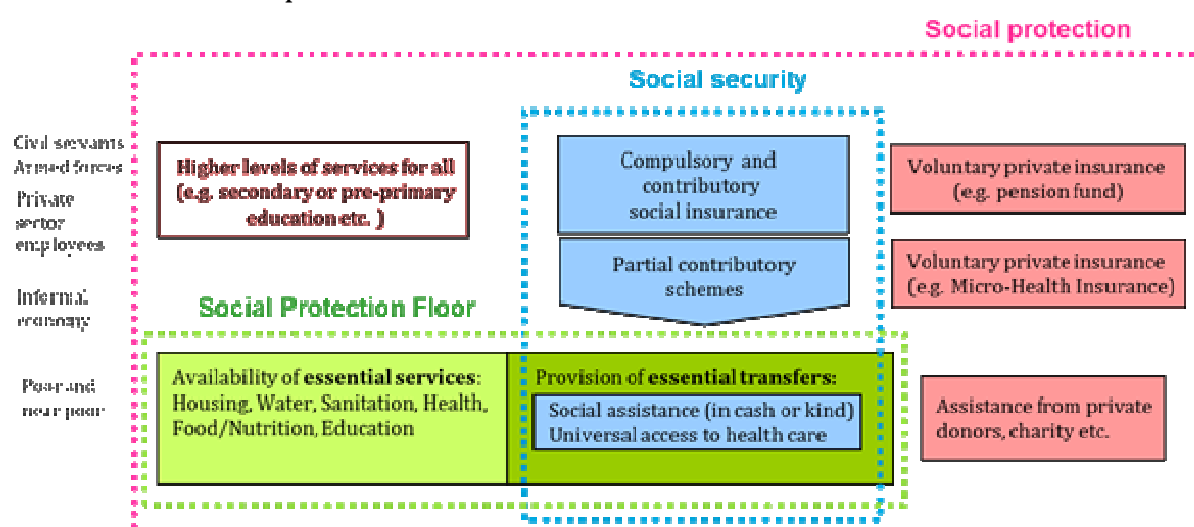 Social protection
Social security
Civil servants
Armed forces
Private
sector
employees
Informal
economy
Poor and
near poor
Higher levels of services for all
(e.g. secondary or pre-primary
education etc. )
Compulsory and
contributory
social insurance
Voluntary private insurance
(e.g. pension fund)
Partial contributory
schemes
Voluntary private insurance
(e.g. Micro-Health Insurance)
Social Protection Floor
Availability of essential services:
Housing, Water, Sanitation, Health,
Food/Nutrition, Education
Provision of essential transfers:
Social assistance (in cash or kind)
Universal access to health care
Assistance from private
donors, charity etc.